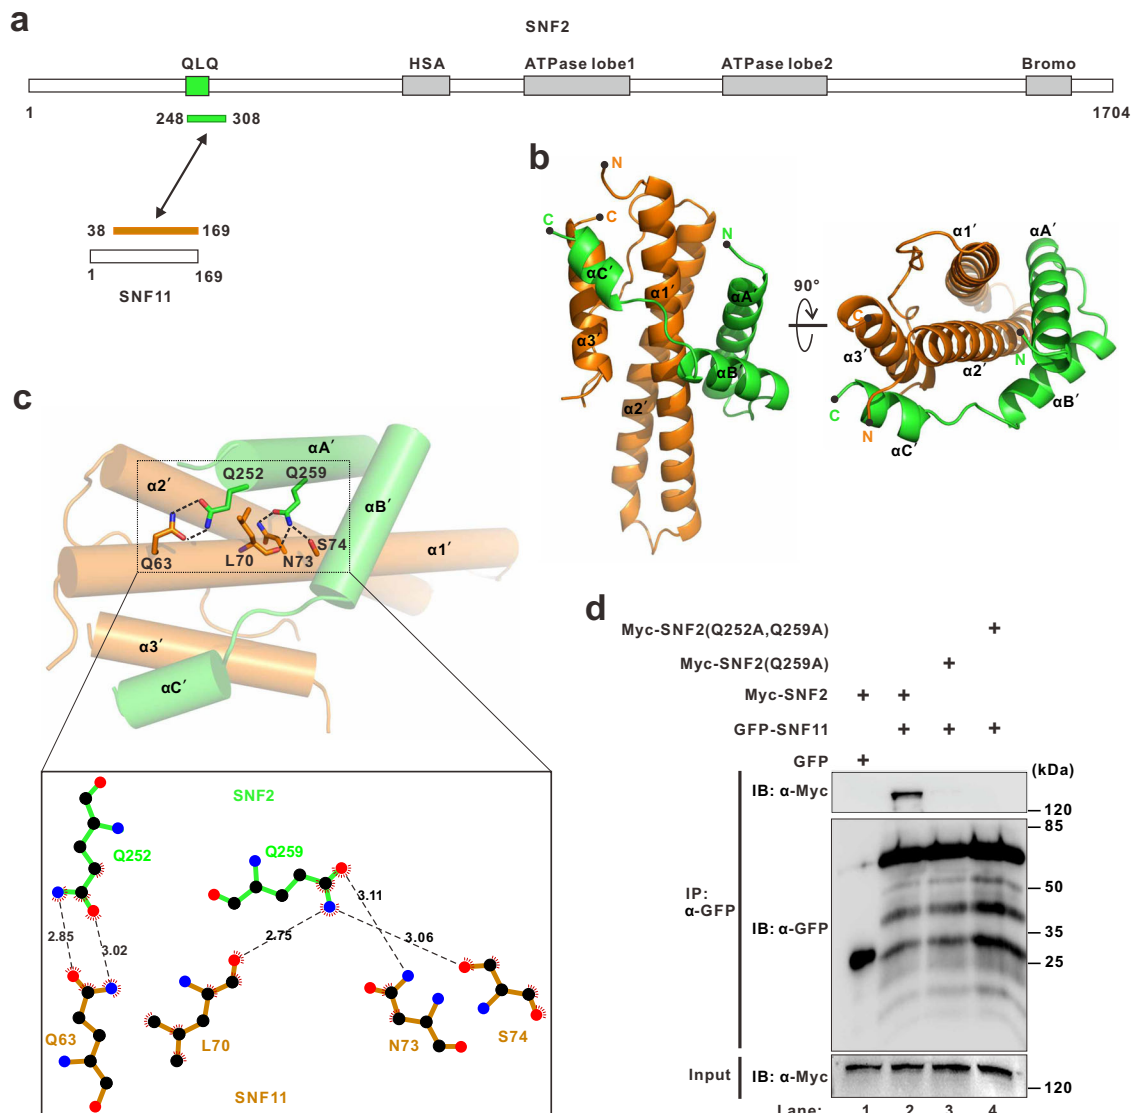 a
SNF2
QLQ HSA ATPase lobe1 ATPase lobe2 Bromo
1 1704
248 308
38 169
1 169
SNF11
b
N
C C N
αC′ αA′
α1′
α3′ αB′
α2′
90°
α1′ αA′
C
α3′ N
α2′
αB′
C N
αC′
c
αA′
Q252 Q259
α2′
αB′
Q63 L70 N73 S74
α1′
α3′
αC′
SNF2
Q252 Q259
3.11
2.85 3.02 2.75 3.06
Q63 L70 N73 S74
SNF11
d
Myc-SNF2(Q252A,Q259A) +
Myc-SNF2(Q259A) +
Myc-SNF2 + +
GFP-SNF11 + + +
GFP +
(kDa)
IB: α-Myc
120
85
IP:
α-GFP
IB: α-GFP
50
35
25
Input IB: α-Myc
120
Lane: 1 2 3 4